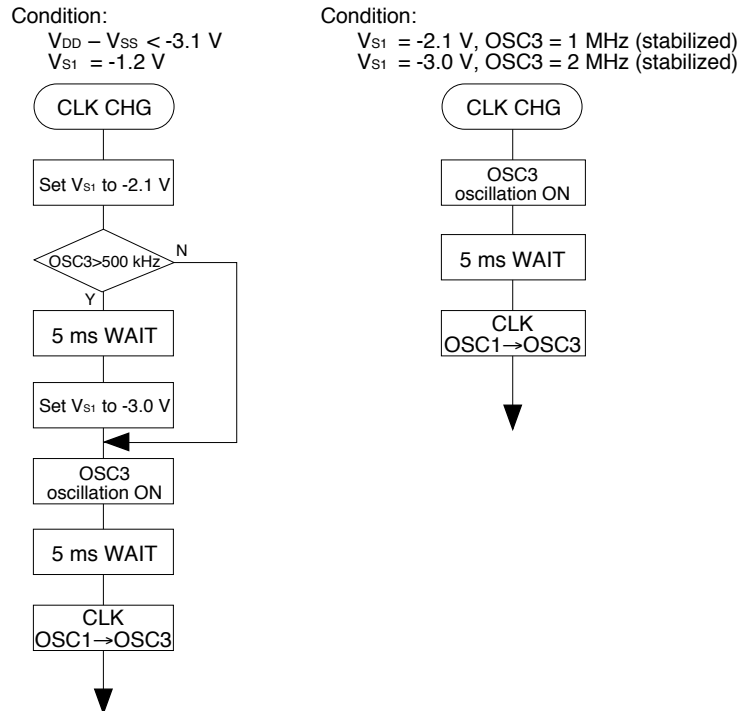 Condition:
VDD – VSS < -3.1 V
VS1 = -1.2 V
CLK CHG
Set VS1 to -2.1 V
OSC3>500 kHz
N
Y
5 ms WAIT
Set VS1 to -3.0 V
OSC3
oscillation ON
5 ms WAIT
CLK
OSC1→OSC3
Condition:
VS1 = -2.1 V, OSC3 = 1 MHz (stabilized)
VS1 = -3.0 V, OSC3 = 2 MHz (stabilized)
CLK CHG
OSC3
oscillation ON
5 ms WAIT
CLK
OSC1→OSC3